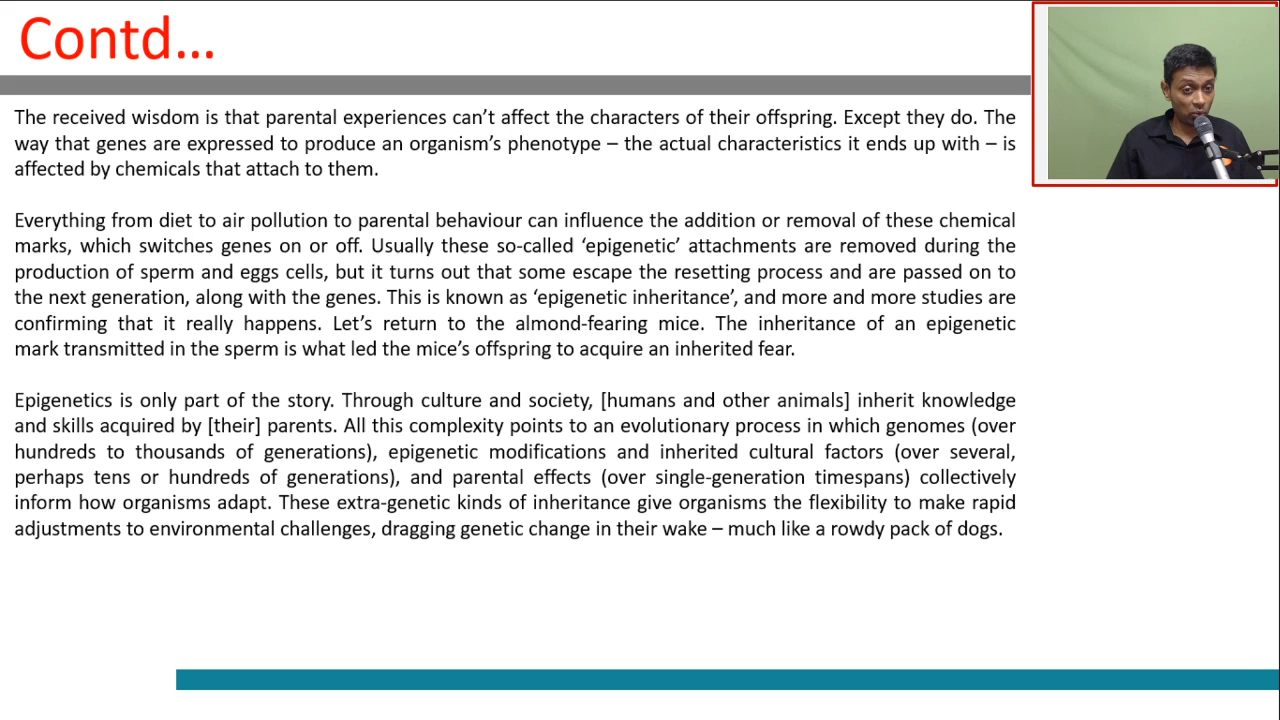 Contd...
The received wisdom is that parental experiences can’t affect the characters of their offspring. Except they do. The
way that genes are expressed to produce an organism’s phenotype – the actual characteristics it ends up with – is
affected by chemicals that attach to them.
Everything from diet to air pollution to parental behaviour can influence the addition or removal of these chemical
marks, which switches genes on or off. Usually these so-called ‘epigenetic’ attachments are removed during the
production of sperm and eggs cells, but it turns out that some escape the resetting process and are passed on to
the next generation, along with the genes. This is known as ‘epigenetic inheritance’, and more and more studies are
confirming that it really happens. Let’s return to the almond-fearing mice. The inheritance of an epigenetic
mark transmitted in the sperm is what led the mice’s offspring to acquire an inherited fear.
Epigenetics is only part of the story. Through culture and society, [humans and other animals] inherit knowledge
and skills acquired by [their] parents. All this complexity points to an evolutionary process in which genomes (over
hundreds to thousands of generations), epigenetic modifications and inherited cultural factors (over several,
perhaps tens or hundreds of generations), and parental effects (over single-generation timespans) collectively
inform how organisms adapt. These extra-genetic kinds of inheritance give organisms the flexibility to make rapid
adjustments to environmental challenges, dragging genetic change in their wake – much like a rowdy pack of dogs.